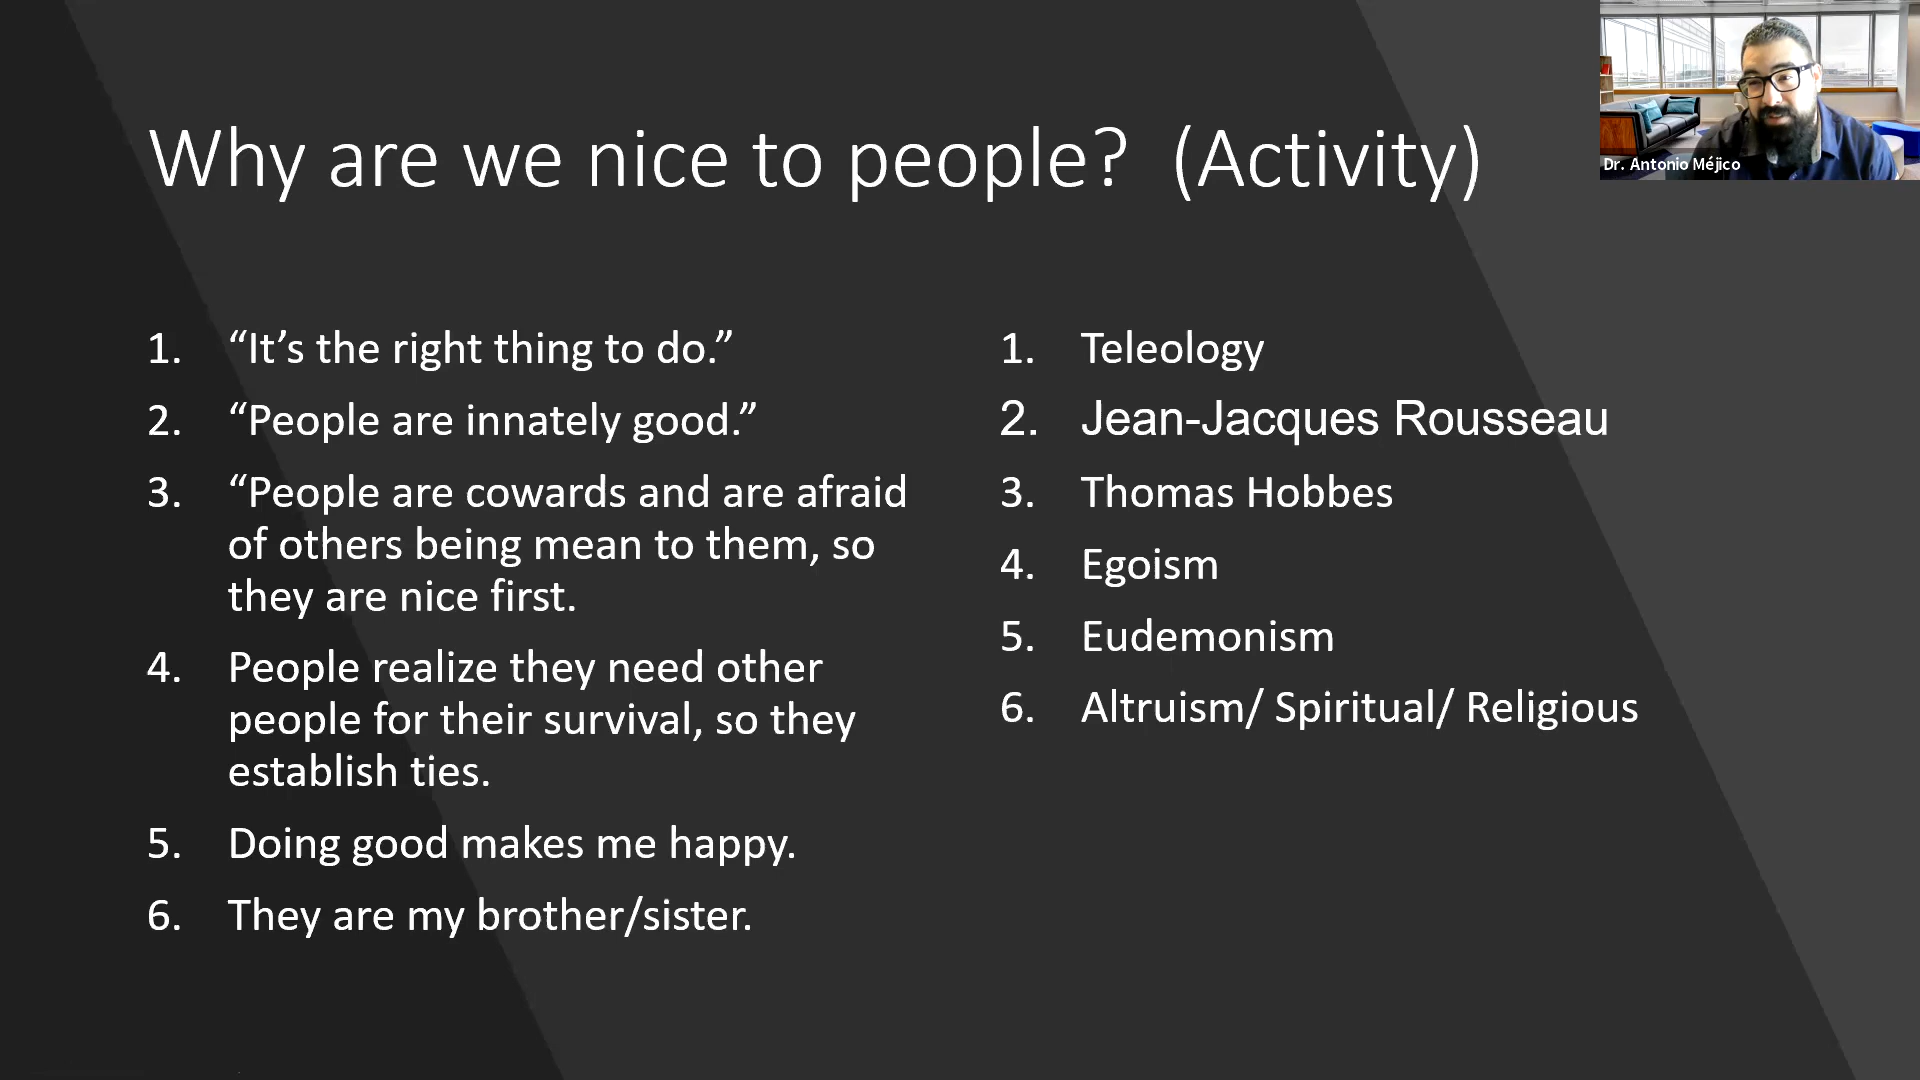 Why are we nice to people?  (Activity)
Dr. Antonio Méjico
1. “It’s the right thing to do.”
2. “People are innately good.”
3. “People are cowards and are afraid
of others being mean to them, so
they are nice first.
4. People realize they need other
people for their survival, so they
establish ties.
5. Doing good makes me happy.
6. They are my brother/sister.
1. Teleology
2. Jean-Jacques Rousseau
3. Thomas Hobbes
4. Egoism
5. Eudemonism
6. Altruism/ Spiritual/ Religious